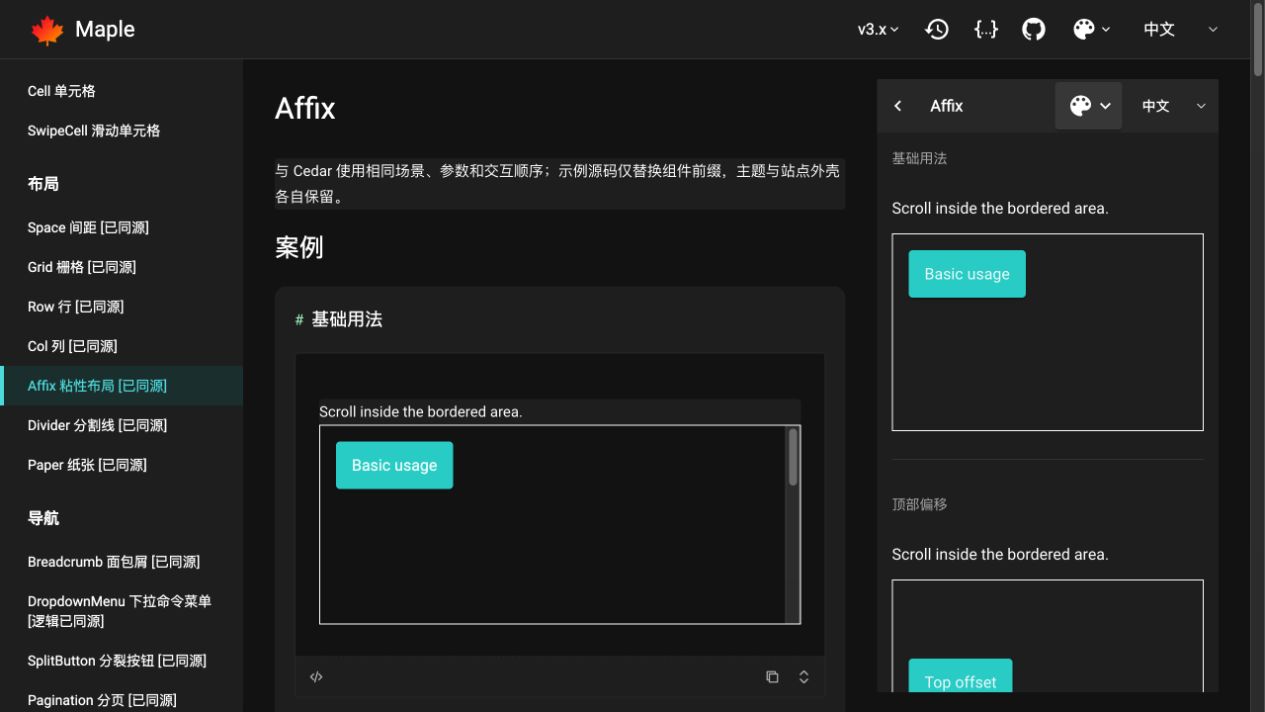 Maple
v3.x
中文
Cell 单元格
SwipeCell 滑动单元格
布局
Space 间距 [已同源]
Grid 栅格 [已同源]
Row 行 [已同源]
Col 列 [已同源]
Affix 粘性布局 [已同源]
Divider 分割线 [已同源]
Paper 纸张 [已同源]
导航
Breadcrumb 面包屑 [已同源]
DropdownMenu 下拉命令菜单
[逻辑已同源]
SplitButton 分裂按钮 [已同源]
Pagination 分页 [已同源]
Affix
与 Cedar 使用相同场景、参数和交互顺序；示例源码仅替换组件前缀，主题与站点外壳
各自保留。
案例
# 基础用法
Scroll inside the bordered area.
Basic usage
Affix
中文
基础用法
Scroll inside the bordered area.
Basic usage
顶部偏移
Scroll inside the bordered area.
Top offset